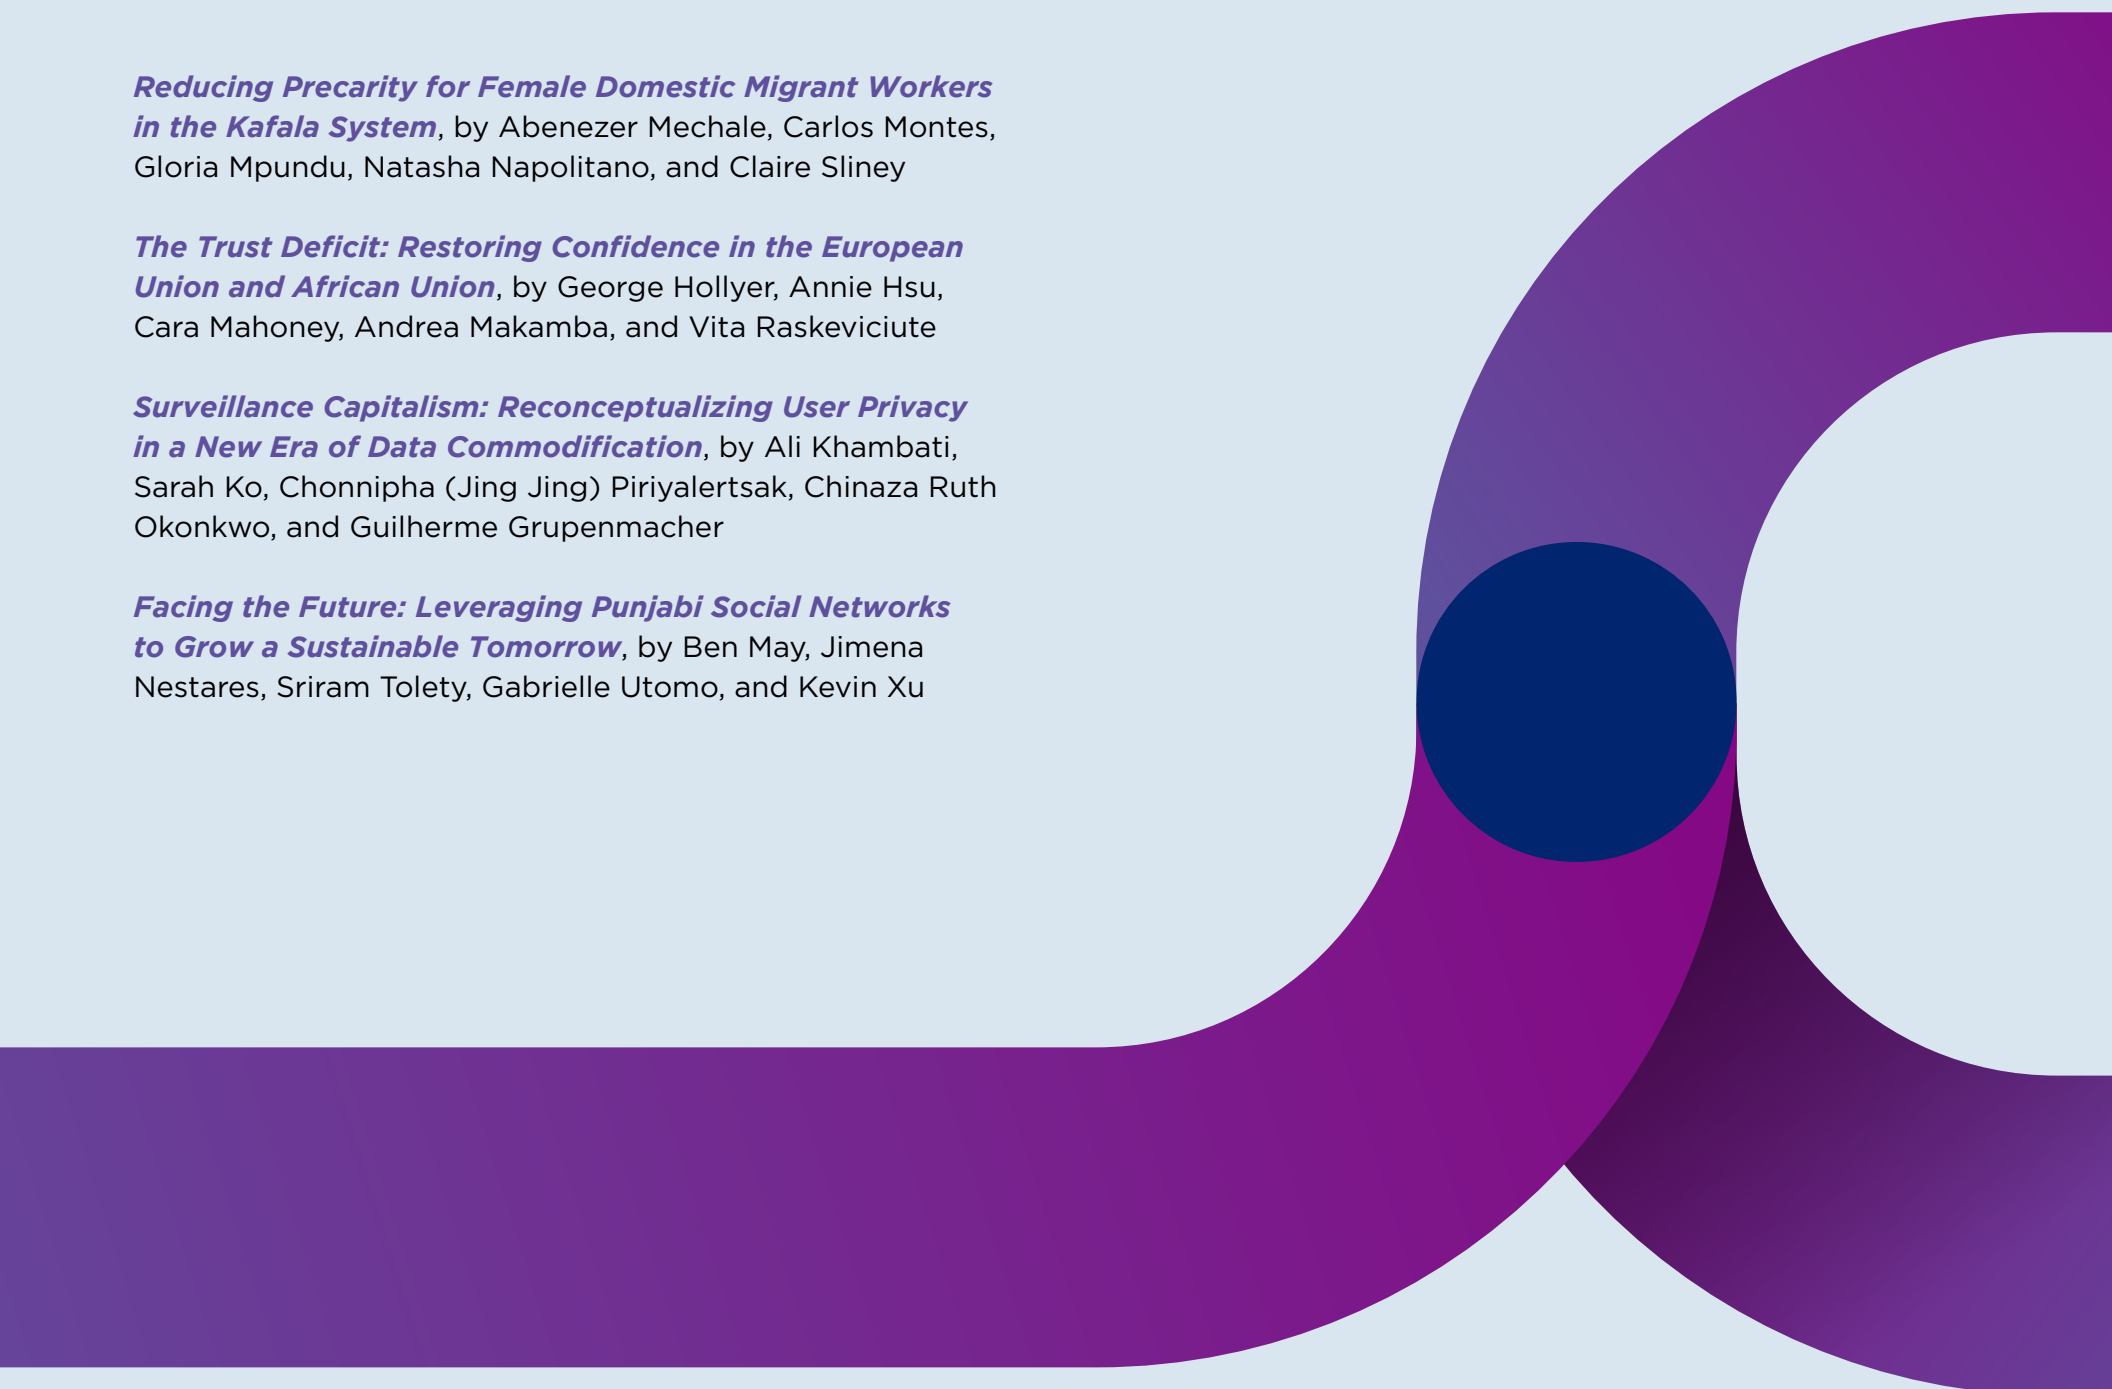 Reducing Precarity for Female Domestic Migrant Workers
in the Kafala System, by Abenezer Mechale, Carlos Montes,
Gloria Mpundu, Natasha Napolitano, and Claire Sliney
The Trust Deficit: Restoring Confidence in the European
Union and African Union, by George Hollyer, Annie Hsu,
Cara Mahoney, Andrea Makamba, and Vita Raskeviciute
Surveillance Capitalism: Reconceptualizing User Privacy
in a New Era of Data Commodification, by Ali Khambati,
Sarah Ko, Chonnipha (Jing Jing) Piriyalertsak, Chinaza Ruth
Okonkwo, and Guilherme Grupenmacher
Facing the Future: Leveraging Punjabi Social Networks
to Grow a Sustainable Tomorrow, by Ben May, Jimena
Nestares, Sriram Tolety, Gabrielle Utomo, and Kevin Xu